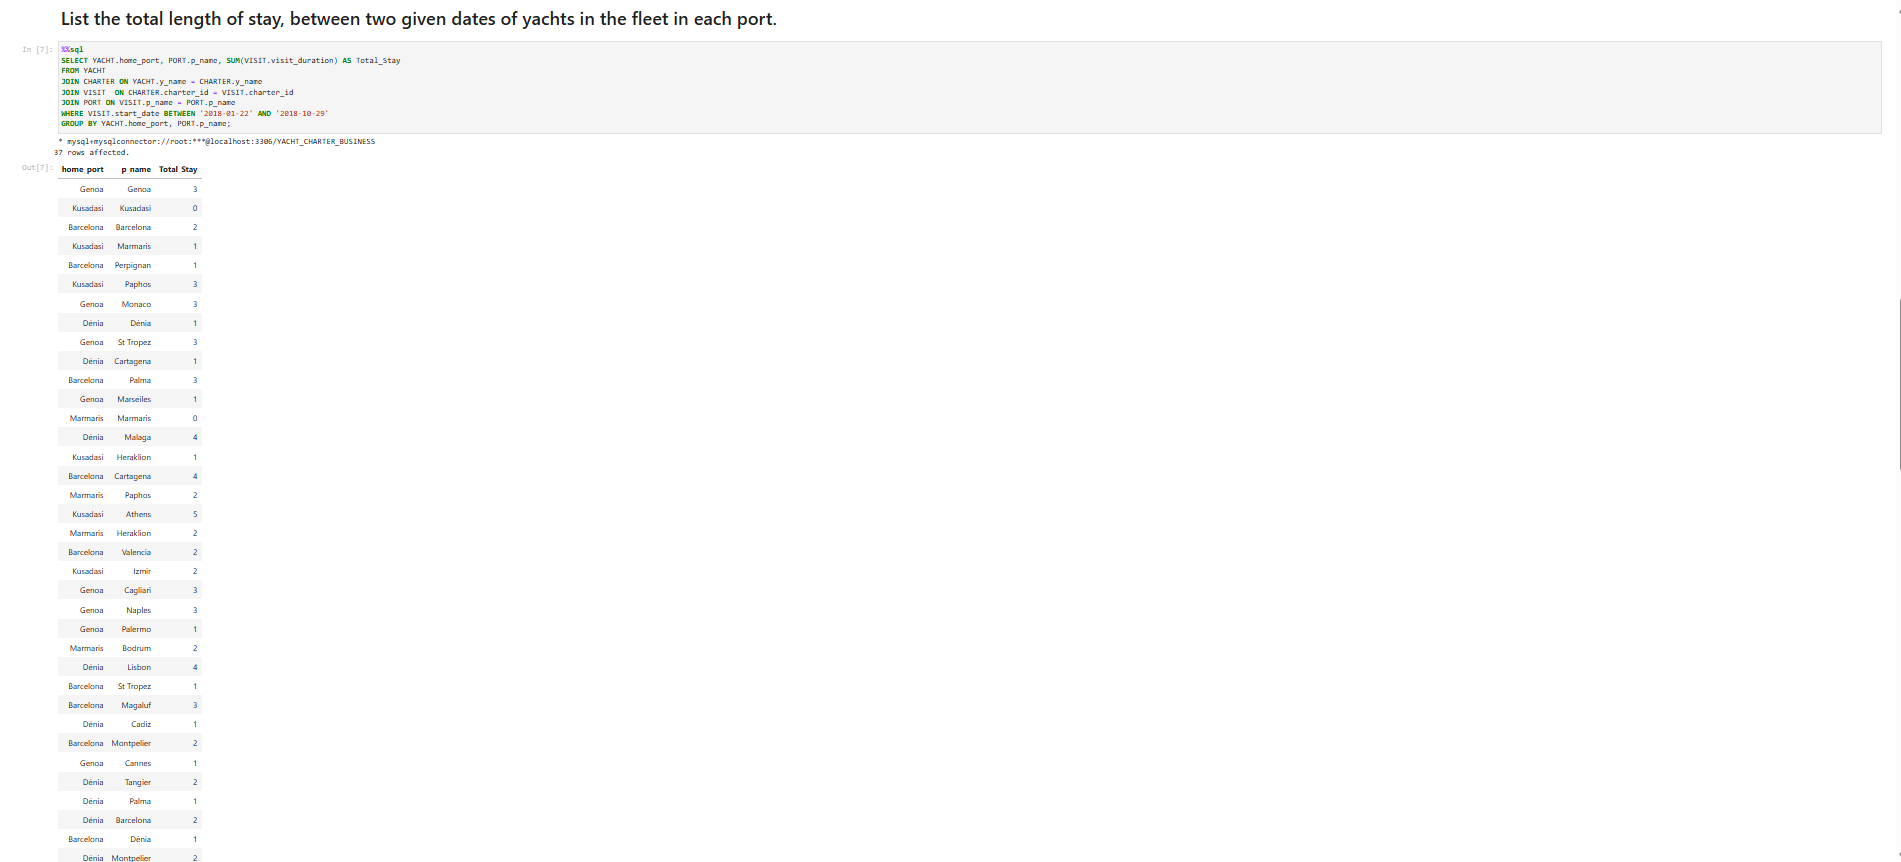 List the total length of stay, between two given dates of yachts in the fleet in each port.
In [7]:
%%sql
SELECT YACHT.home_port, PORT.p_name, SUM(VISIT.visit_duration) AS Total_Stay
FROM YACHT
JOIN CHARTER ON YACHT.y_name = CHARTER.y_name
JOIN VISIT  ON CHARTER.charter_id = VISIT.charter_id
JOIN PORT ON VISIT.p_name = PORT.p_name
WHERE VISIT.start_date BETWEEN '2018-01-22' AND '2018-10-29'
GROUP BY YACHT.home_port, PORT.p_name;
* mysql+mysqlconnector://root:***@localhost:3306/YACHT_CHARTER_BUSINESS
37 rows affected.
Out[7]:
home_port p_name Total_Stay
Genoa Genoa 3
Kusadasi Kusadasi 0
Barcelona Barcelona 2
Kusadasi Marmaris 1
Barcelona Perpignan 1
Kusadasi Paphos 3
Genoa Monaco 3
Dénia Dénia 1
Genoa St Tropez 3
Dénia Cartagena 1
Barcelona Palma 3
Genoa Marseiles 1
Marmaris Marmaris 0
Dénia Malaga 4
Kusadasi Heraklion 1
Barcelona Cartagena 4
Marmaris Paphos 2
Kusadasi Athens 5
Marmaris Heraklion 2
Barcelona Valencia 2
Kusadasi Izmir 2
Genoa Cagliari 3
Genoa Naples 3
Genoa Palermo 1
Marmaris Bodrum 2
Dénia Lisbon 4
Barcelona St Tropez 1
Barcelona Magaluf 3
Dénia Cadiz 1
Barcelona Montpelier 2
Genoa Cannes 1
Dénia Tangier 2
Dénia Palma 1
Dénia Barcelona 2
Barcelona Dénia 1
Dénia Montpelier 2